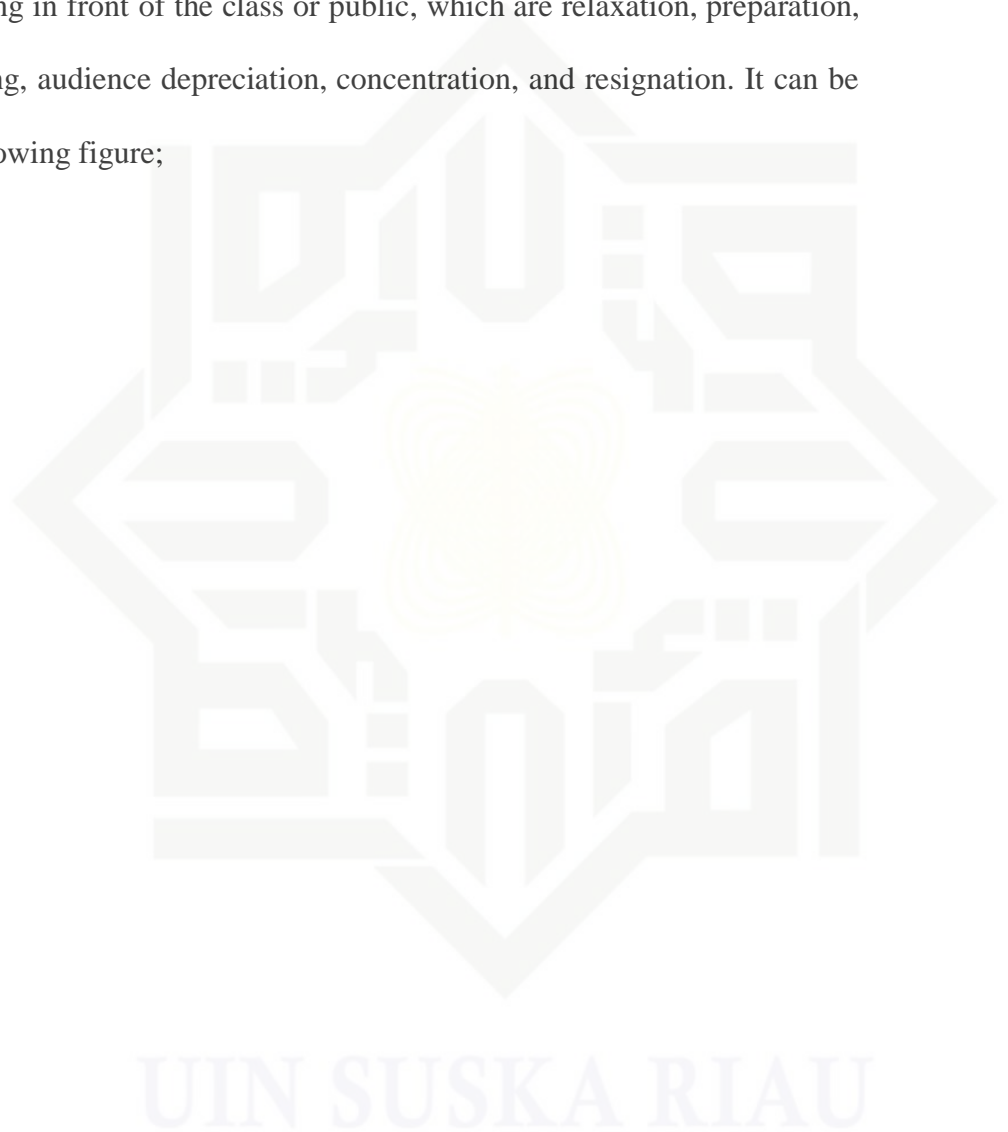 ng in front of the class or public, which are relaxation, preparation,
ng, audience depreciation, concentration, and resignation. It can be
owing figure;
UIN SUSKA RIAU